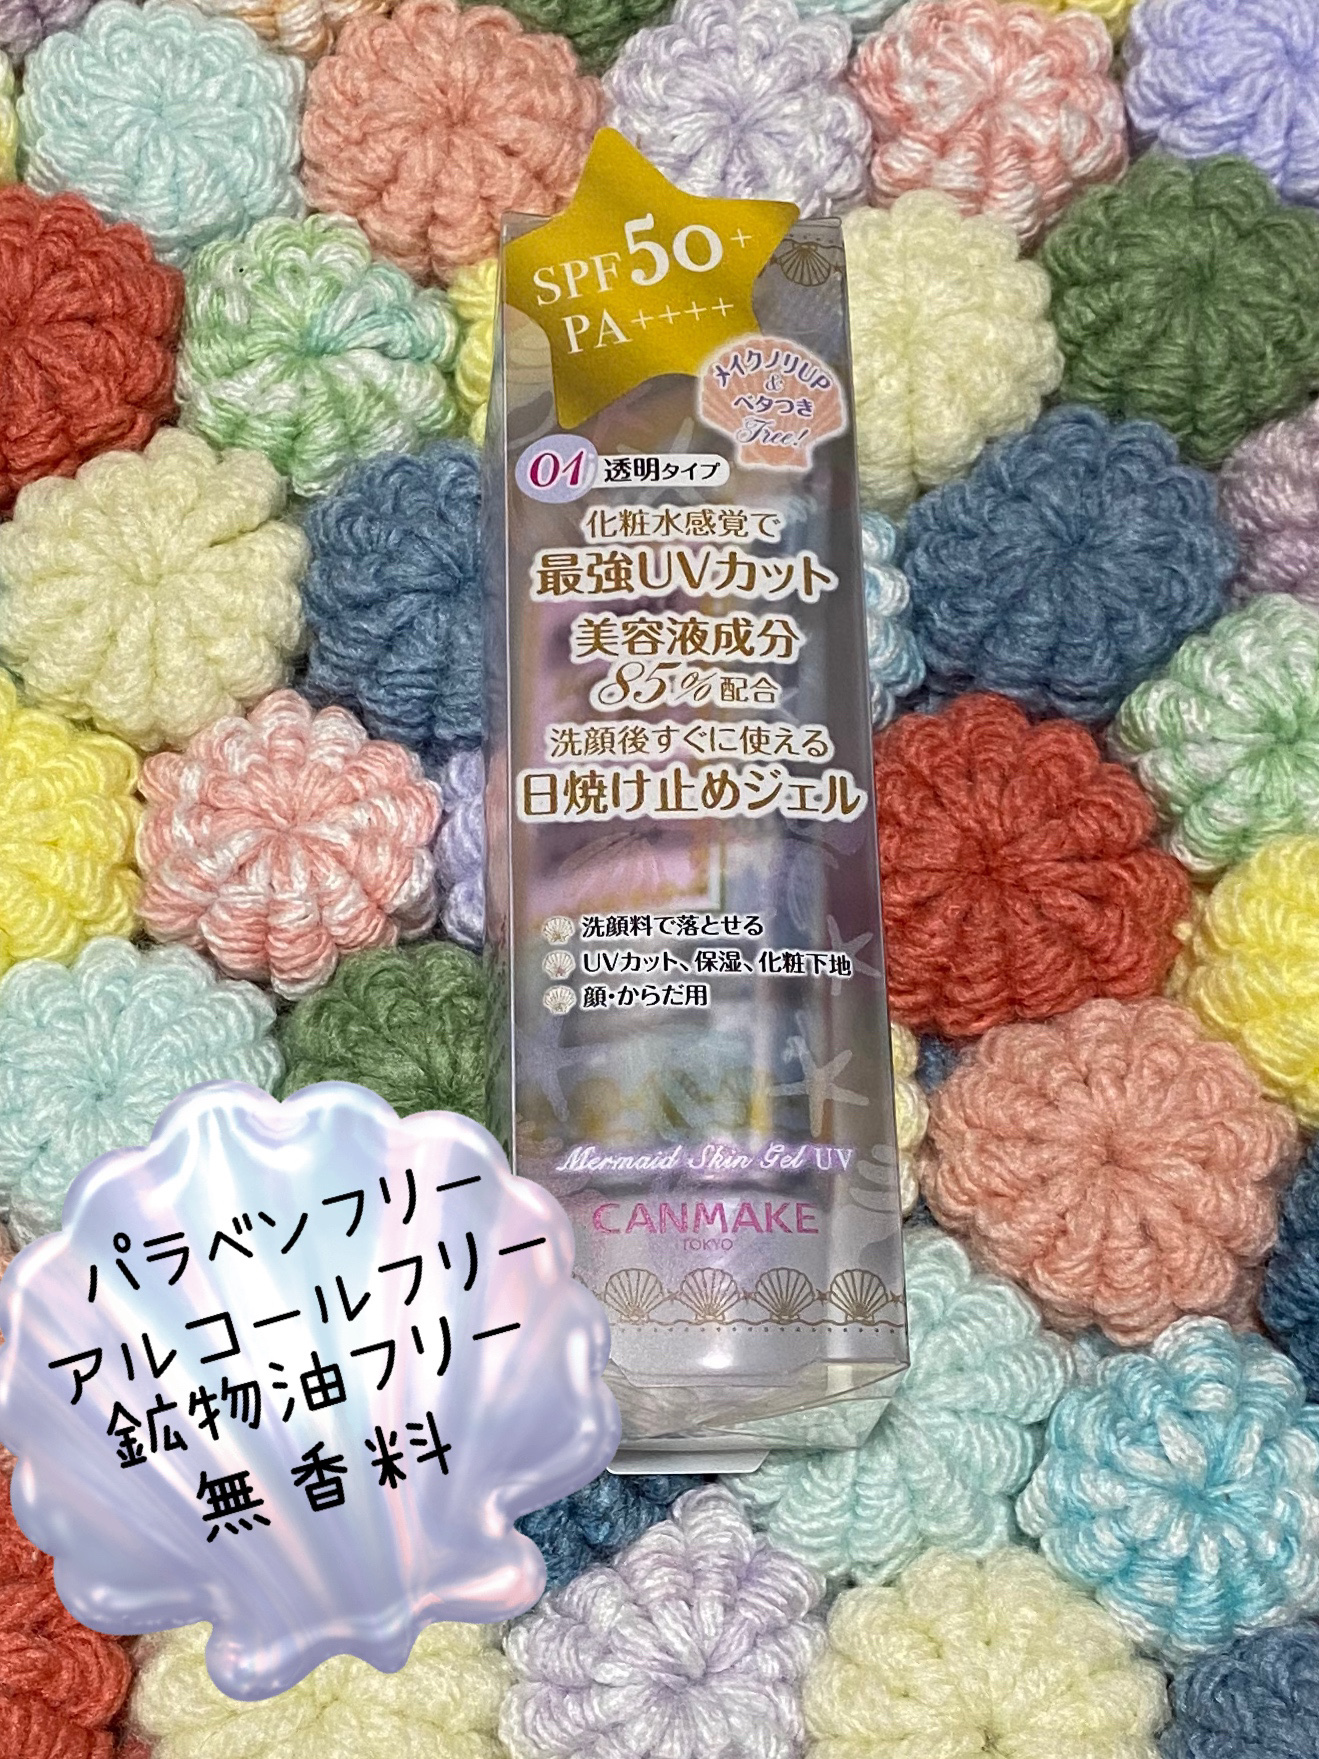 SPF50+
PA++++
メイクノリUP
&
ベタつき
Free!
01 透明タイプ
化粧水感覚で
最強UVカット
美容液成分
85%配合
洗顔後すぐに使える
日焼け止めジェル
洗顔料で落とせる
UVカット、保湿、化粧下地
顔・からだ用
Mermaid Skin Gel UV
CANMAKE
TOKYO
パラベンフリー
アルコールフリー
鉱物油フリー
無香料